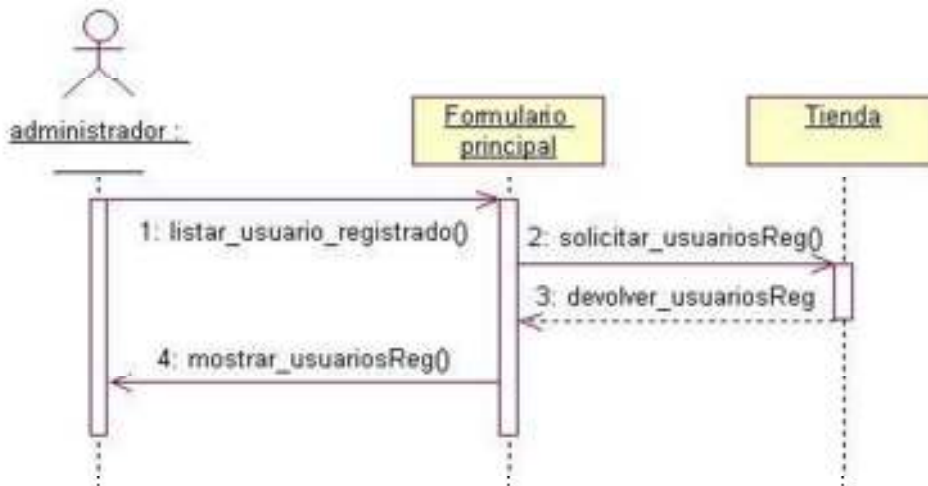 administrador :
Formulario
principal
Tienda
1: listar_usuario_registrado()
2: solicitar_usuariosReg()
3: devolver_usuariosReg
4: mostrar_usuariosReg()